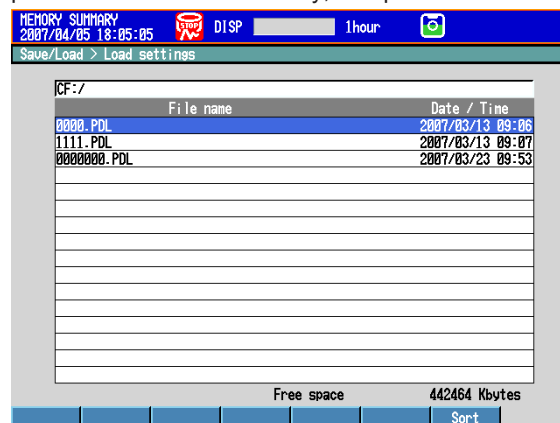 MEMORY SUMMARY
2007/04/05 18:05:05 STOP DISP 1hour
Save/Load > Load settings
CF:/
File name Date / Time
0000.PDL 2007/03/13 09:06
1111.PDL 2007/03/13 09:07
0000000.PDL 2007/03/23 09:53
Free space 442464 Kbytes
Sort